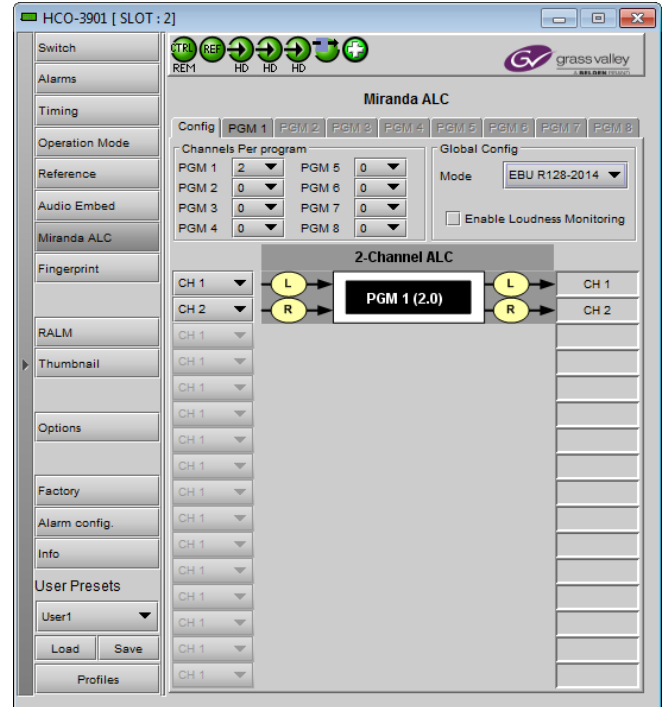 HCO-3901 [ SLOT : 2]
Switch
Alarms
Timing
Operation Mode
Reference
Audio Embed
Miranda ALC
Fingerprint
RALM
Thumbnail
Options
Factory
Alarm config.
Info
User Presets
User1
Load Save
Profiles
CTRL REF
REM HD HD HD
GV grass valley
A BELDEN BRAND
Miranda ALC
Config PGM 1 PGM 2 PGM 3 PGM 4 PGM 5 PGM 6 PGM 7 PGM 8
Channels Per program
PGM 1 2 PGM 5 0
PGM 2 0 PGM 6 0
PGM 3 0 PGM 7 0
PGM 4 0 PGM 8 0
Global Config
Mode EBU R128-2014
Enable Loudness Monitoring
2-Channel ALC
CH 1 L L CH 1
PGM 1 (2.0)
CH 2 R R CH 2
CH 1
CH 1
CH 1
CH 1
CH 1
CH 1
CH 1
CH 1
CH 1
CH 1
CH 1
CH 1
CH 1
CH 1